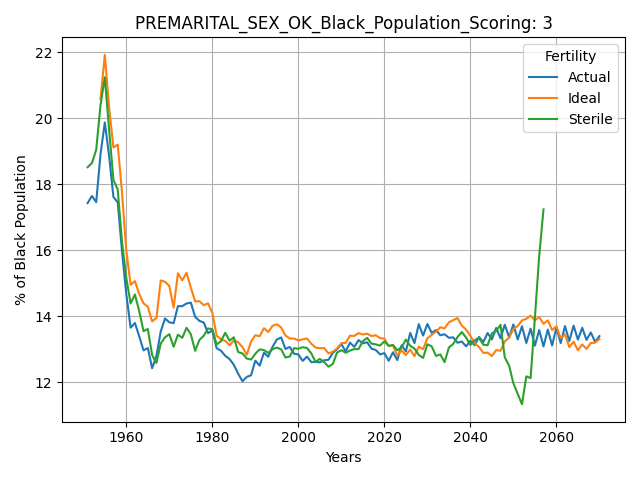 PREMARITAL_SEX_OK_Black_Population_Scoring: 3
Fertility
Actual
Ideal
Sterile
% of Black Population
22
20
18
16
14
12
1960 1980 2000 2020 2040 2060
Years